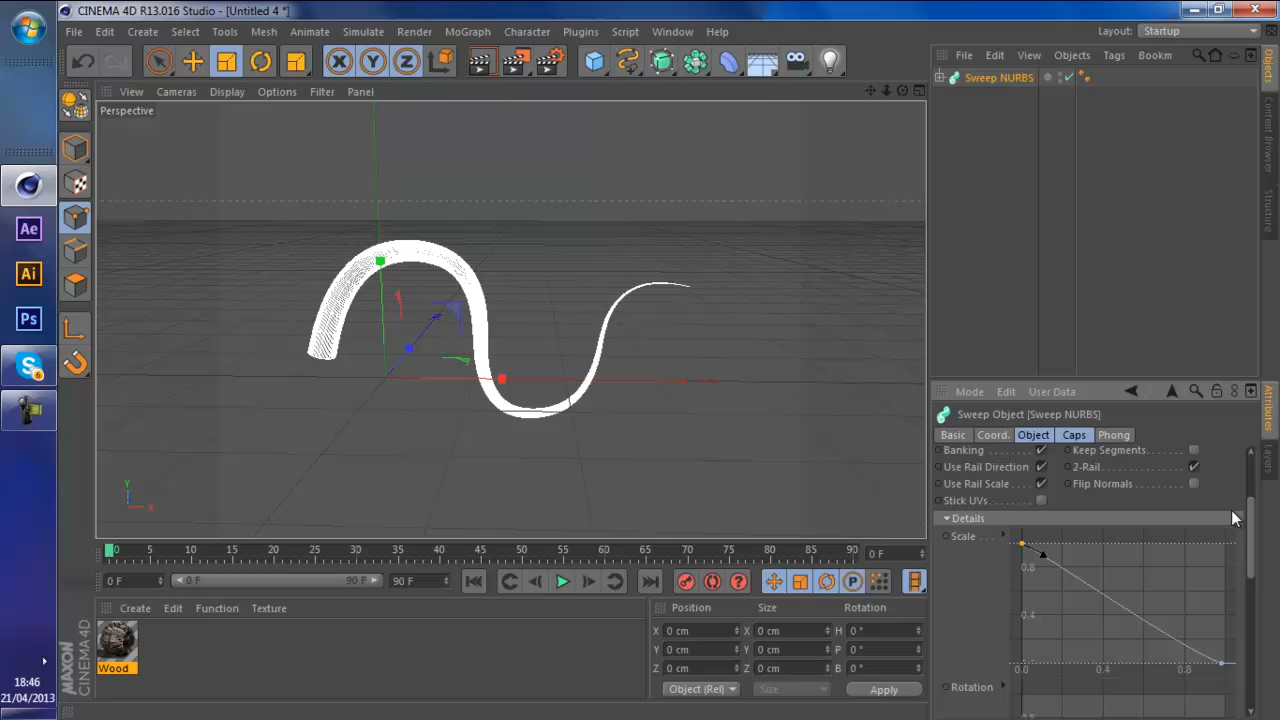 CINEMA 4D R13.016 Studio - [Untitled 4 *]
File Edit Create Select Tools Mesh Animate Simulate Render MoGraph Character Plugins Script Window Help
Layout: Startup
X Y Z
File Edit View Objects Tags Bookm
View Cameras Display Options Filter Panel
Sweep NURBS
Perspective
Objects
Content Browser
Structure
Ae
Ai
Ps
S 6
Y
X
Mode Edit User Data
Sweep Object [Sweep NURBS]
Basic Coord. Object Caps Phong
Banking Keep Segments
Use Rail Direction 2-Rail
Use Rail Scale Flip Normals
Stick UVs
Details
Scale
0.8
0.4
0.0 0.4 0.8
Rotation
Attributes
Layers
0 5 10 15 20 25 30 35 40 45 50 55 60 65 70 75 80 85 90 0 F
0 F 0 F 90 F 90 F
P
Create Edit Function Texture
Wood
Position Size Rotation
X 0 cm X 0 cm H 0 °
Y 0 cm Y 0 cm P 0 °
Z 0 cm Z 0 cm B 0 °
Object (Rel) Size Apply
MAXON
CINEMA 4D
18:46
21/04/2013